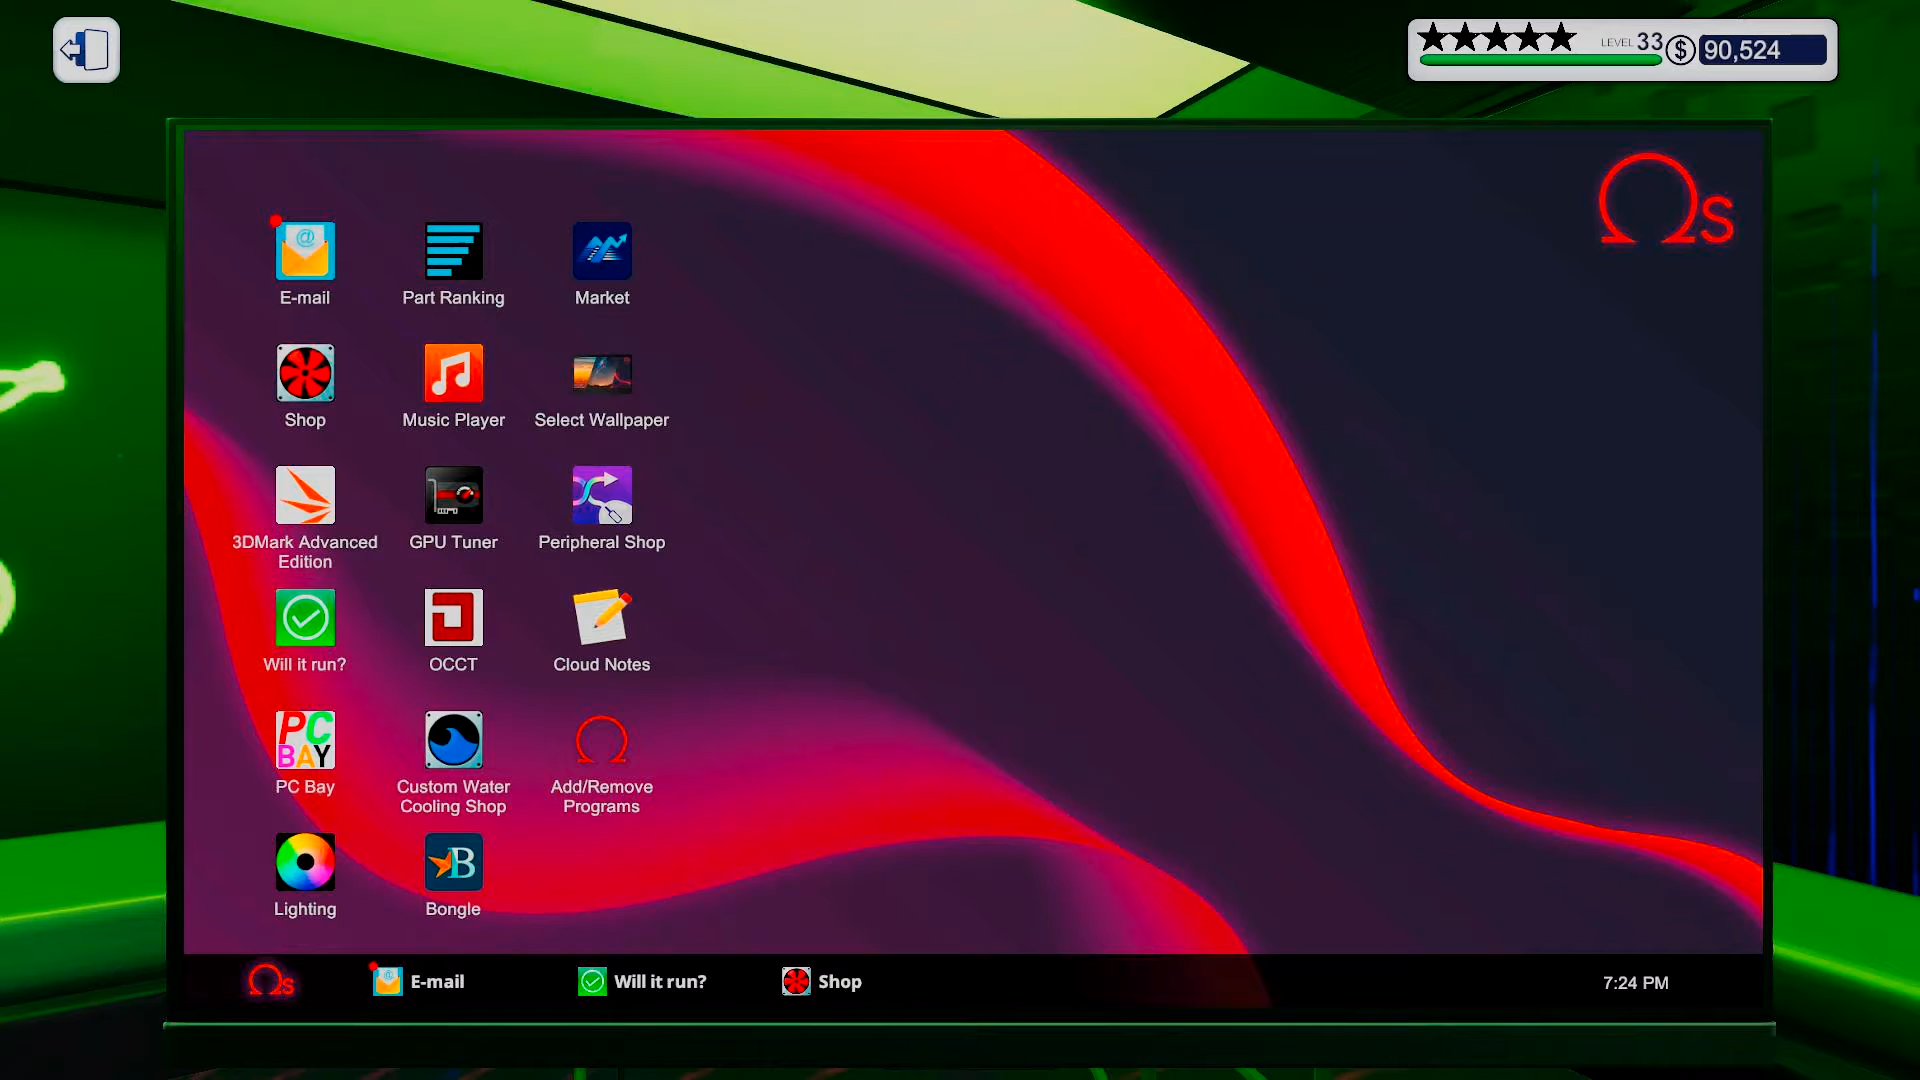 LEVEL 33
$ 90,524
Ωs
@
E-mail
Part Ranking
Market
Shop
Music Player
Select Wallpaper
3DMark Advanced
Edition
GPU Tuner
Peripheral Shop
Will it run?
OCCT
Cloud Notes
PC
BAY
PC Bay
Custom Water
Cooling Shop
Add/Remove
Programs
Lighting
B
Bongle
Ωs
E-mail
Will it run?
Shop
7:24 PM